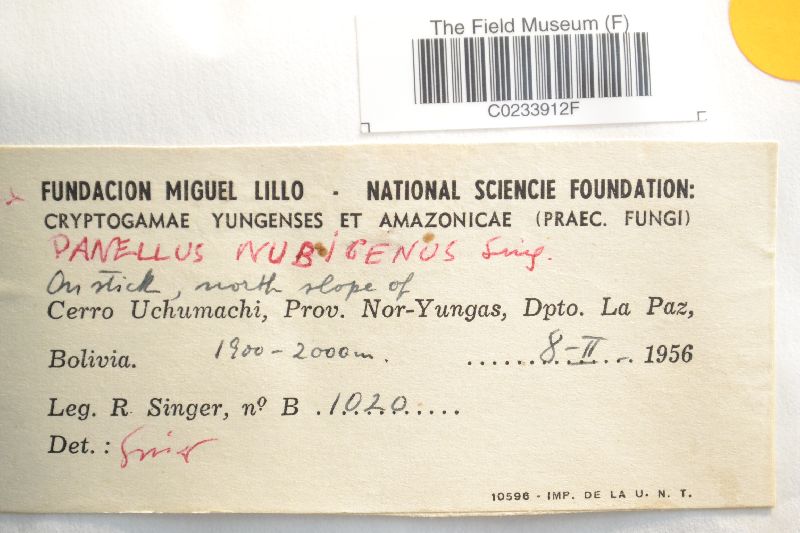 The Field Museum (F)
C0233912F
FUNDACION MIGUEL LILLO - NATIONAL SCIENCIE FOUNDATION:
CRYPTOGAMAE YUNGENSES ET AMAZONICAE (PRAEC. FUNGI)
PANELLUS NUBIGENUS Sing.
On stick, north slope of
Cerro Uchumachi, Prov. Nor-Yungas, Dpto. La Paz,
Bolivia. 1900-2000m. ......8-II... 1956
Leg. R. Singer, nº B .1020.....
Det.: Singer
10596 - IMP. DE LA U. N. T.